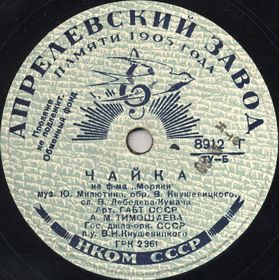 АПРЕЛЕВСКИЙ ЗАВОД
ПАМЯТИ 1905 ГОДА
Продаже
не подлежит.
Обменный фонд
8912 Г
ТУ-Б
ЧАЙКА
из ф-ма „Моряки"
муз. Ю. Милютина, обр. В. Кнушевицкого
сл. В. Лебедева-Кумача
Арт. ГАБТ СССР
А. М. ТИМОШАЕВА
Гос. джаз-орк. СССР
п.у. В.Н.Кнушевицкого
ГРК 2361
НКОМ СССР